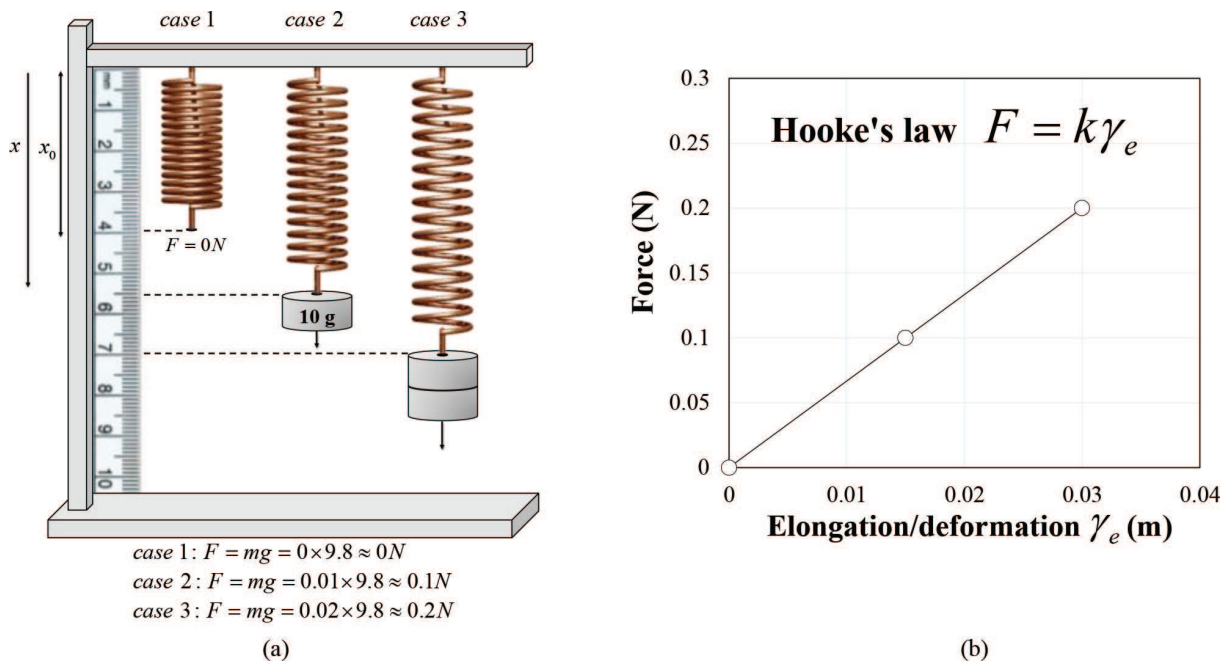 case 1 case 2 case 3
mm
1
2
3
4
5
6
7
8
9
10
x
x₀
F = 0N
10 g
case 1: F = mg = 0 × 9.8 ≈ 0N
case 2: F = mg = 0.01 × 9.8 ≈ 0.1N
case 3: F = mg = 0.02 × 9.8 ≈ 0.2N
(a)
Hooke's law F = kγₑ
Force (N)
0.3
0.25
0.2
0.15
0.1
0.05
0
0 0.01 0.02 0.03 0.04
Elongation/deformation γₑ (m)
(b)